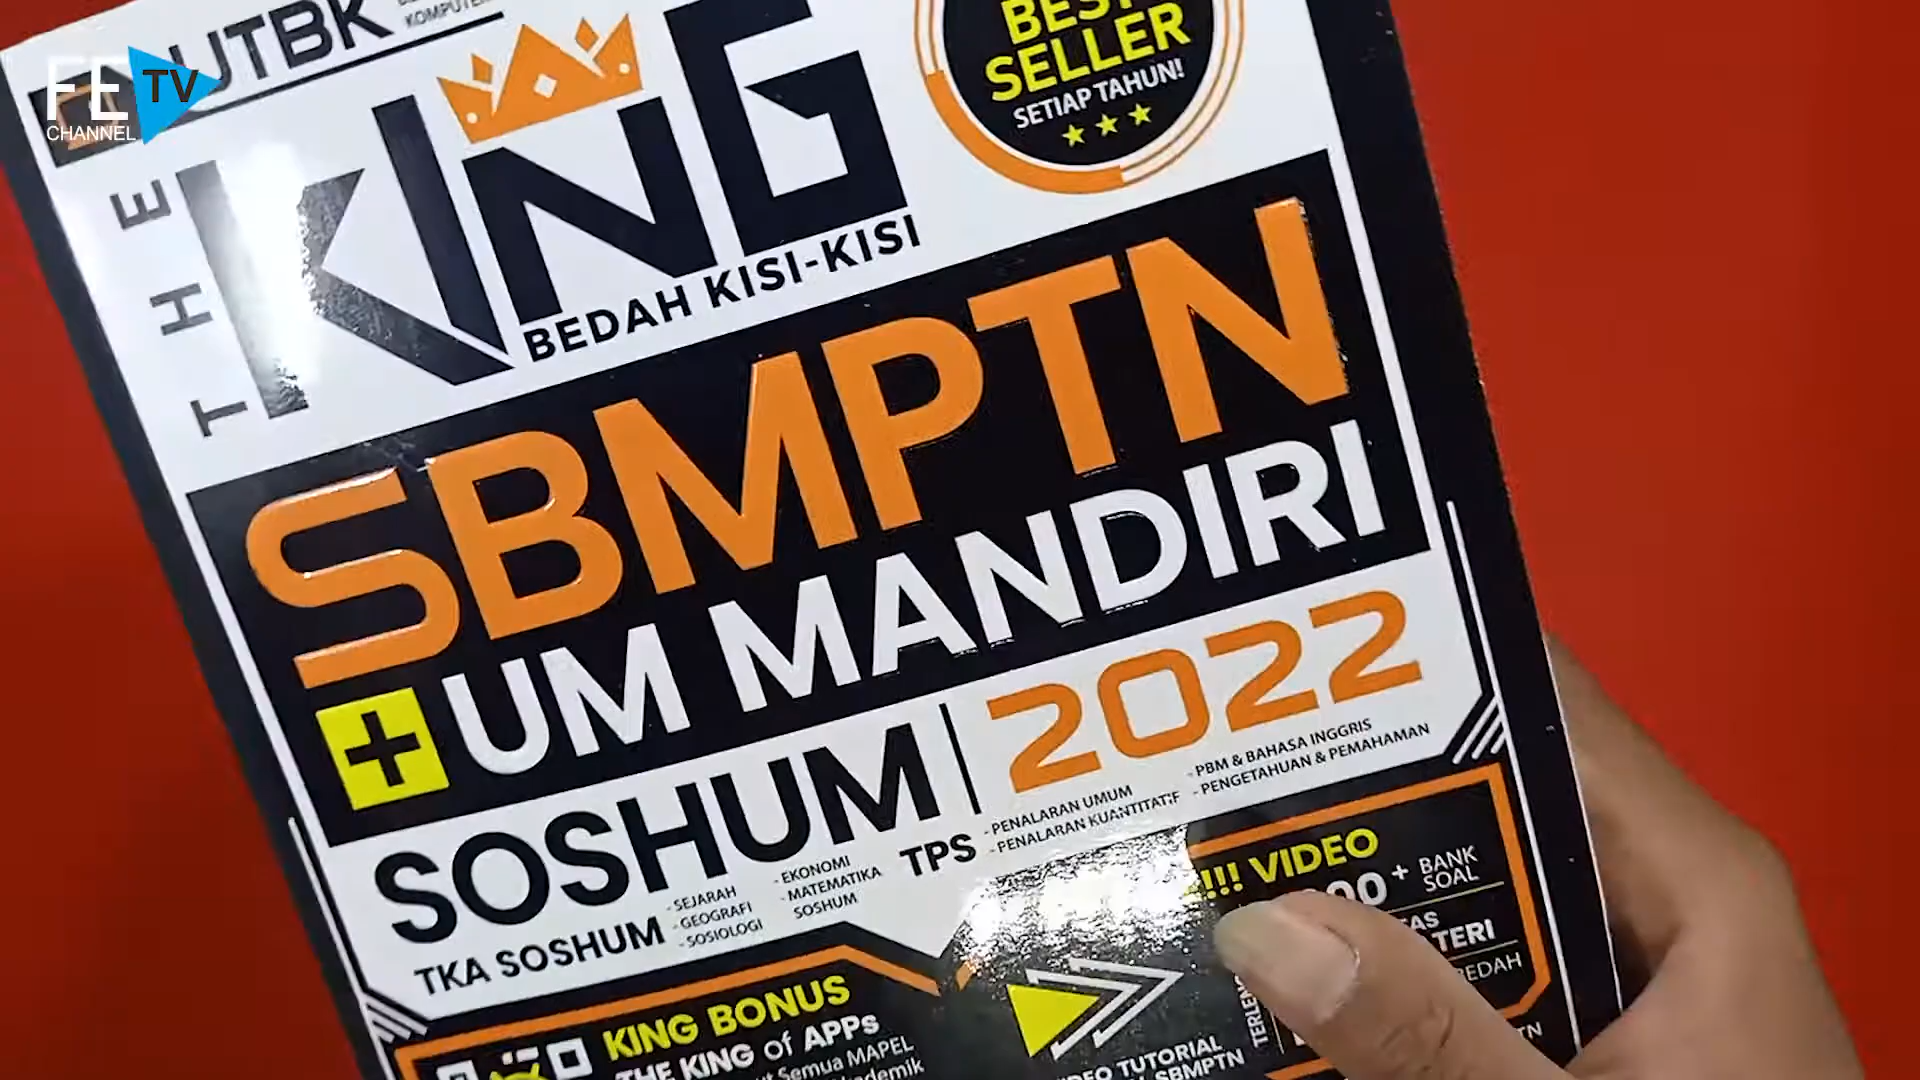 FE TV
CHANNEL
UTBK
THE
KING
BEDAH KISI-KISI
BEST
SELLER
SETIAP TAHUN!
SBMPTN
+ UM MANDIRI
SOSHUM 2022
TKA SOSHUM
- SEJARAH
- GEOGRAFI
- SOSIOLOGI
- EKONOMI
- MATEMATIKA
SOSHUM
TPS
- PENALARAN UMUM
- PENALARAN KUANTITATIF
- PBM & BAHASA INGGRIS
- PENGETAHUAN & PEMAHAMAN
KING BONUS
THE KING of APPs
Semua MAPEL
!!! VIDEO
+ BANK
SOAL
TUTORIAL
SBMPTN